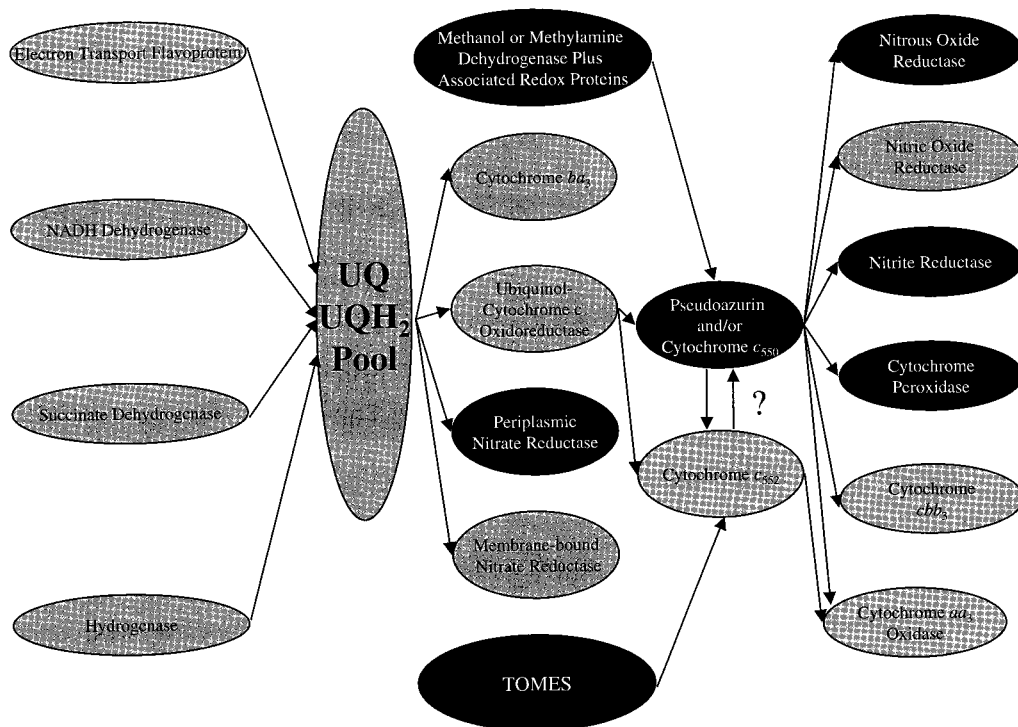 Electron Transport Flavoprotein
NADH Dehydrogenase
Succinate Dehydrogenase
Hydrogenase
UQ
UQH₂
Pool
Methanol or Methylamine
Dehydrogenase Plus
Associated Redox Proteins
Cytochrome ba₃
Ubiquinol-
Cytochrome c
Oxidoreductase
Periplasmic
Nitrate Reductase
Membrane-bound
Nitrate Reductase
TOMES
Pseudoazurin
and/or
Cytochrome c₅₅₀
?
Cytochrome c₅₅₂
Nitrous Oxide
Reductase
Nitric Oxide
Reductase
Nitrite Reductase
Cytochrome
Peroxidase
Cytochrome
cbb₃
Cytochrome aa₃
Oxidase